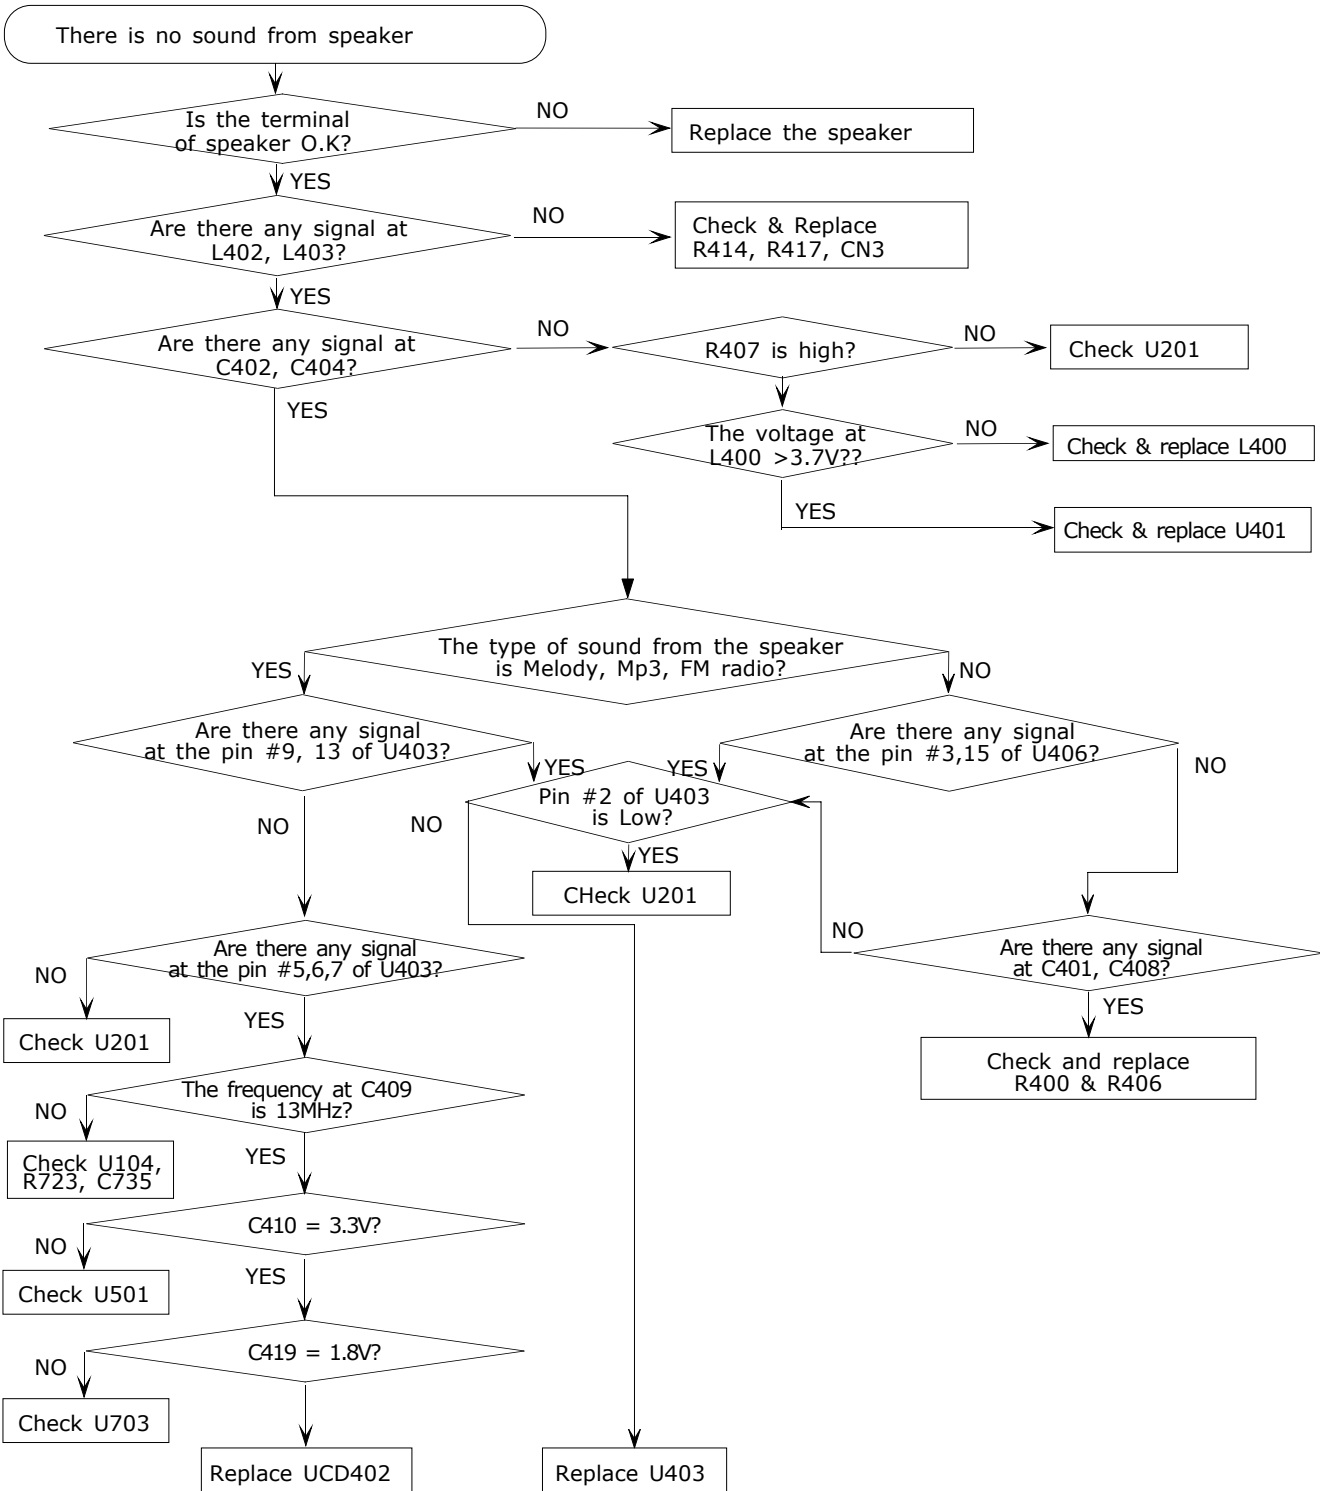 There is no sound from speaker
Is the terminal
of speaker O.K?
NO
Replace the speaker
YES
Are there any signal at
L402, L403?
NO
Check & Replace
R414, R417, CN3
YES
Are there any signal at
C402, C404?
NO
R407 is high?
NO
Check U201
YES
The voltage at
L400 >3.7V??
NO
Check & replace L400
YES
Check & replace U401
The type of sound from the speaker
is Melody, Mp3, FM radio?
YES
NO
Are there any signal
at the pin #9, 13 of U403?
Are there any signal
at the pin #3,15 of U406?
YES
YES
NO
Pin #2 of U403
is Low?
NO
NO
YES
CHeck U201
NO
Are there any signal
at the pin #5,6,7 of U403?
Are there any signal
at C401, C408?
NO
YES
YES
Check U201
Check and replace
R400 & R406
The frequency at C409
is 13MHz?
NO
YES
Check U104,
R723, C735
C410 = 3.3V?
NO
YES
Check U501
C419 = 1.8V?
NO
Check U703
Replace UCD402
Replace U403